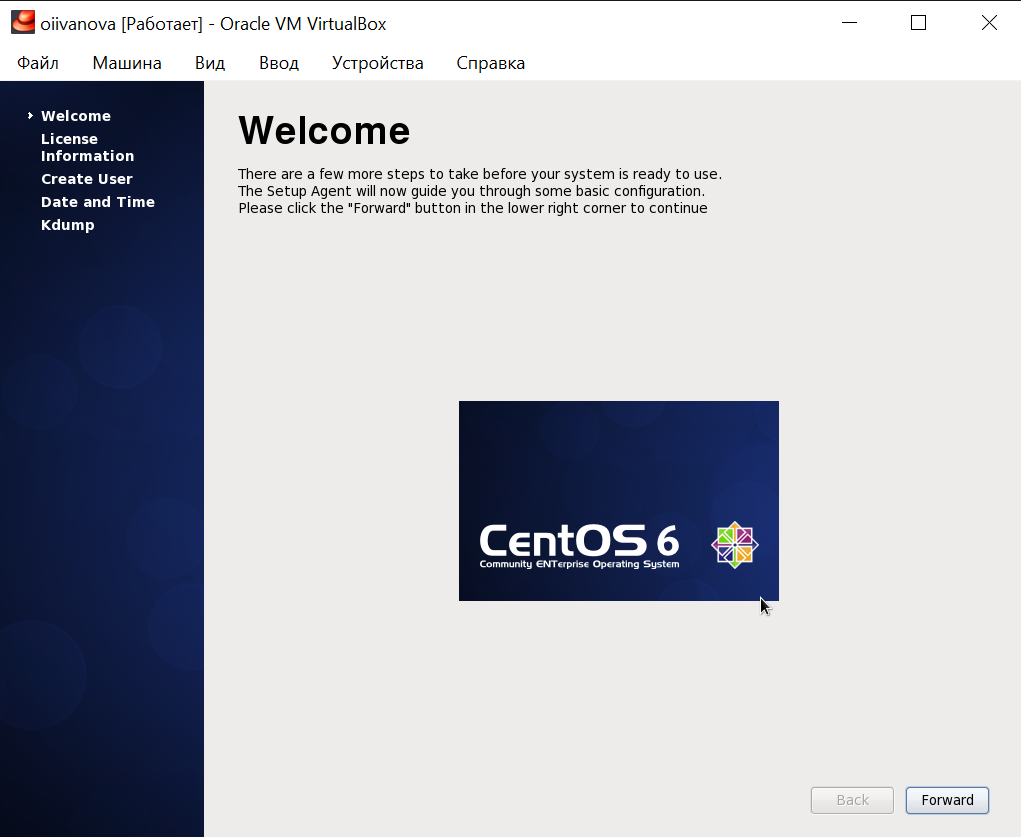 oiivanova [Работает] - Oracle VM VirtualBox
Файл Машина Вид Ввод Устройства Справка
Welcome
License
Information
Create User
Date and Time
Kdump
Welcome
There are a few more steps to take before your system is ready to use.
The Setup Agent will now guide you through some basic configuration.
Please click the "Forward" button in the lower right corner to continue
CentOS 6
Community ENTerprise Operating System
Back Forward